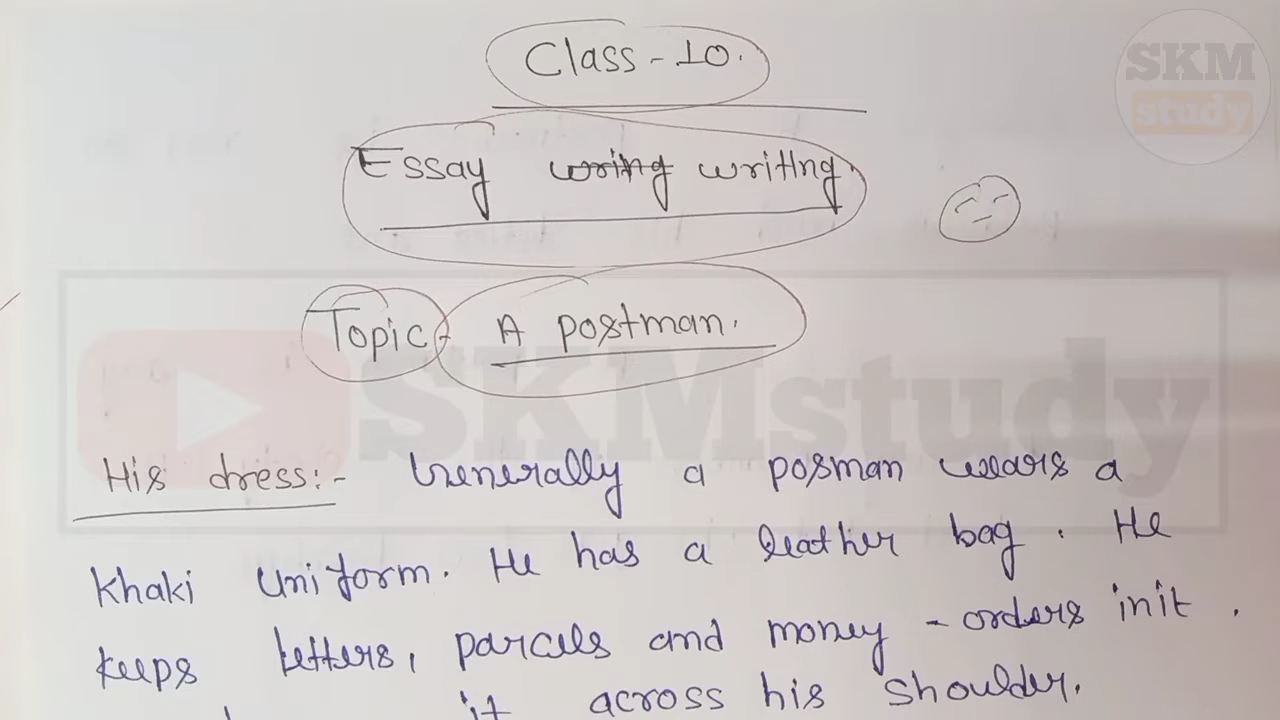 Class - 10.
SKM
study
Essay wring writing.
Topic - A postman.
SKMstudy
His dress:- Generally a posman wears a
khaki uniform. He has a leather bag. He
keeps letters, parcels and money - orders init.
it across his shoulder.